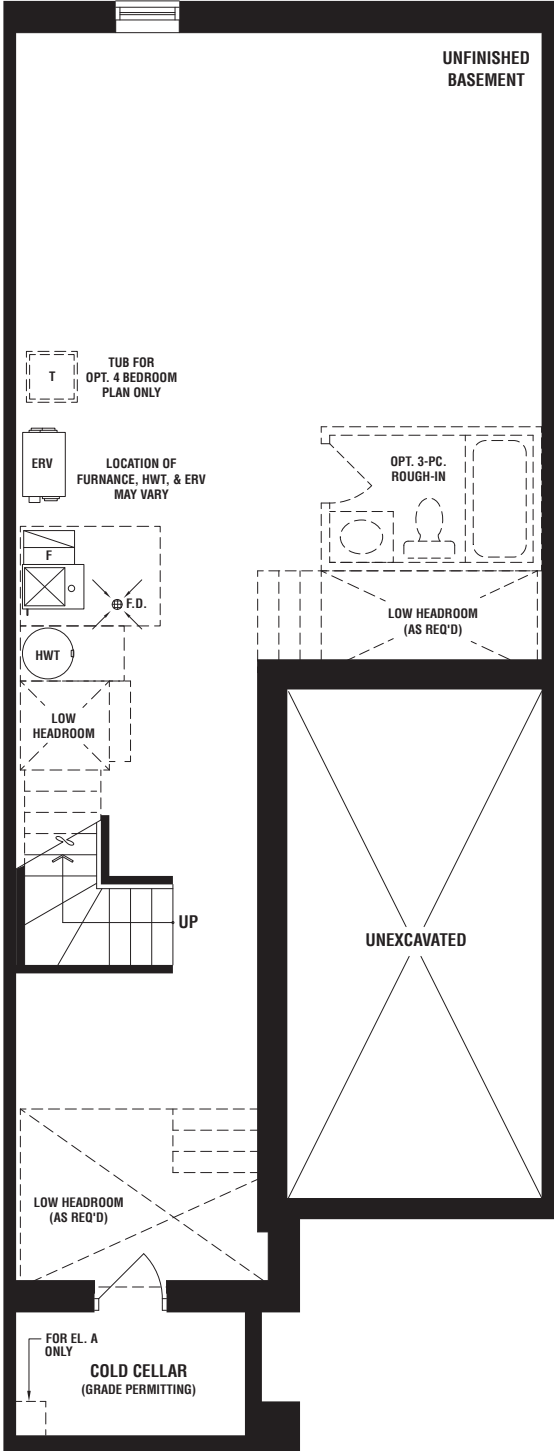 UNFINISHED
BASEMENT
T
TUB FOR
OPT. 4 BEDROOM
PLAN ONLY
ERV
LOCATION OF
FURNANCE, HWT, & ERV
MAY VARY
OPT. 3-PC.
ROUGH-IN
F
F.D.
LOW HEADROOM
(AS REQ'D)
HWT
LOW
HEADROOM
UP
UNEXCAVATED
LOW HEADROOM
(AS REQ'D)
FOR EL. A
ONLY
COLD CELLAR
(GRADE PERMITTING)